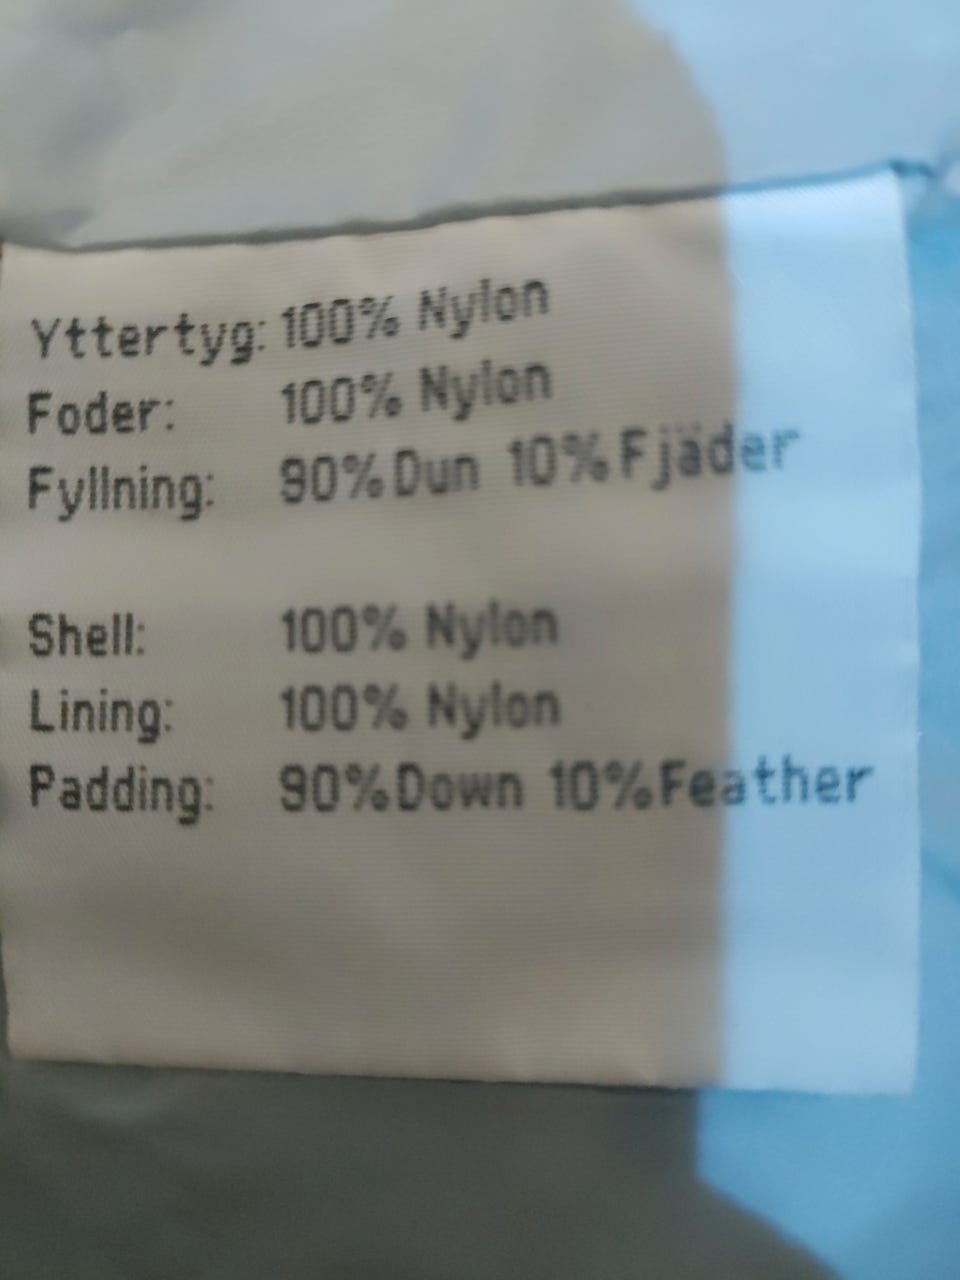 Yttertyg: 100% Nylon
Foder: 100% Nylon
Fyllning: 90% Dun 10% Fjäder
Shell: 100% Nylon
Lining: 100% Nylon
Padding: 90% Down 10% Feather